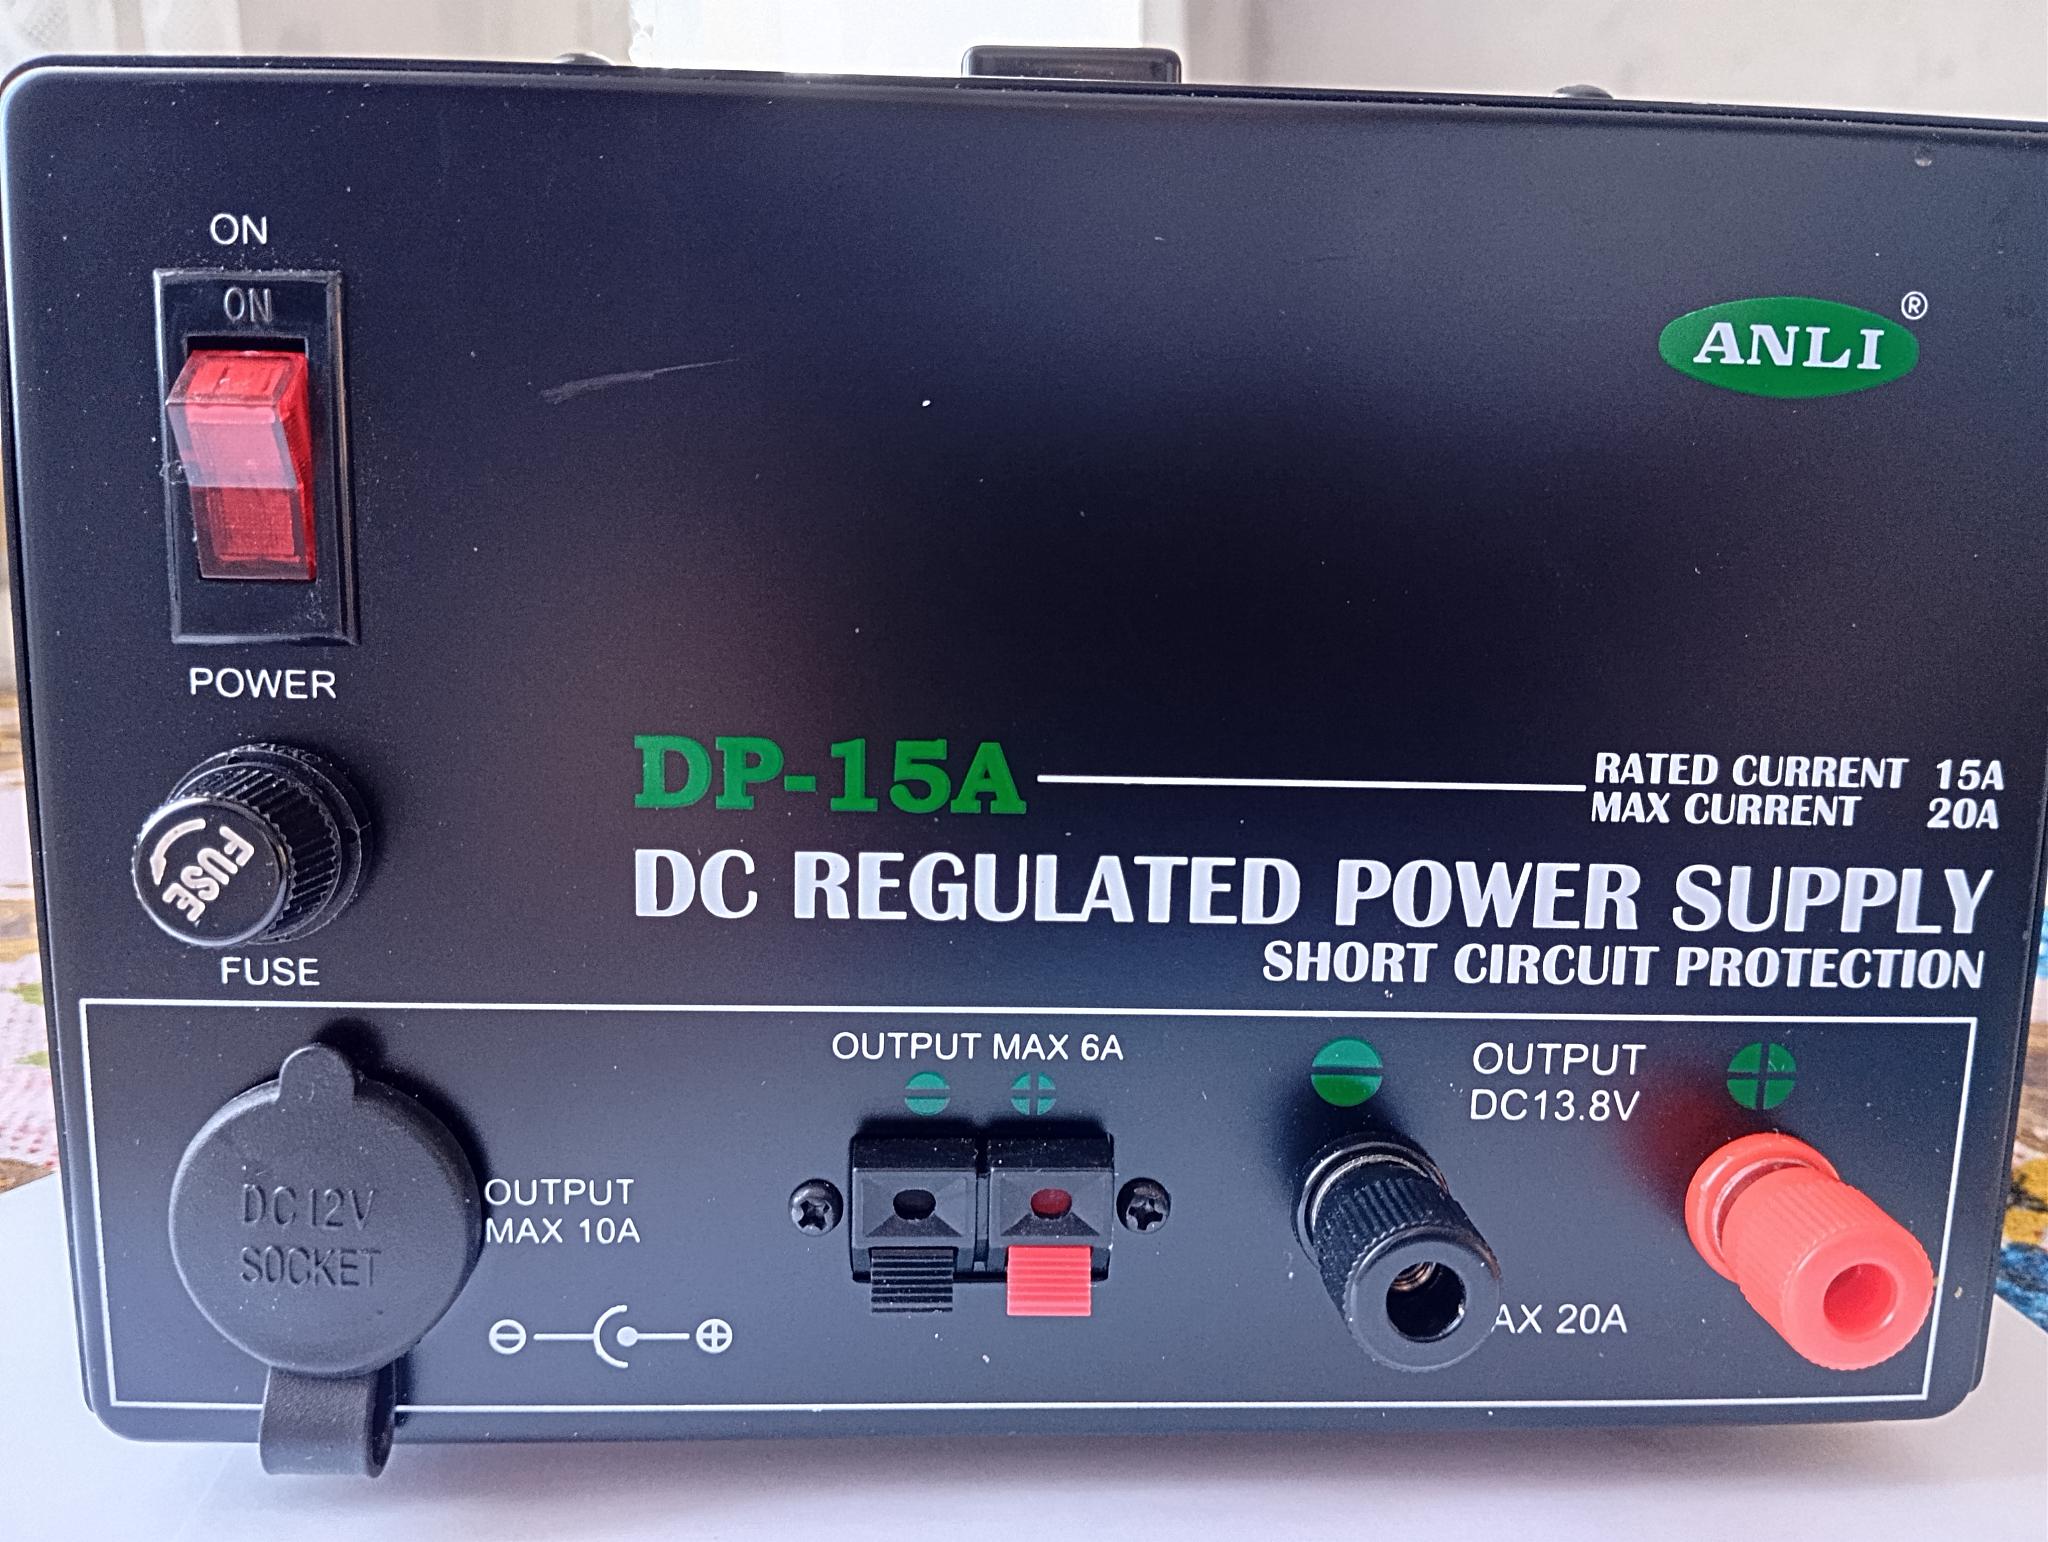 ON
ON
ANLI®
POWER
DP-15A
RATED CURRENT 15A
MAX CURRENT 20A
FUSE
DC REGULATED POWER SUPPLY
SHORT CIRCUIT PROTECTION
FUSE
OUTPUT MAX 6A
OUTPUT
DC13.8V
DC 12V
SOCKET
OUTPUT
MAX 10A
AX 20A